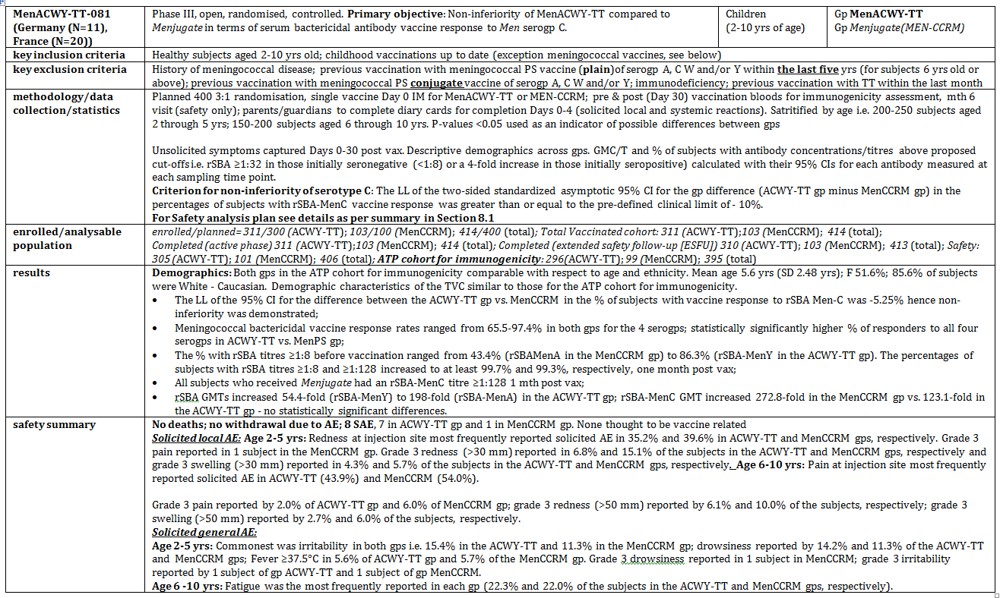 MenACWY-TT-081
(Germany (N=11),
France (N=20))
Phase III, open, randomised, controlled. Primary objective: Non-inferiority of MenACWY-TT compared to
Menjugate in terms of serum bactericidal antibody vaccine response to Men serogp C.
Children
(2-10 yrs of age)
Gp MenACWY-TT
Gp Menjugate(MEN-CCRM)
key inclusion criteria
Healthy subjects aged 2-10 yrs old; childhood vaccinations up to date (exception meningococcal vaccines, see below)
key exclusion criteria
History of meningococcal disease; previous vaccination with meningococcal PS vaccine (plain)of serogp A, C W and/or Y within the last five yrs (for subjects 6 yrs old or
above); previous vaccination with meningococcal PS conjugate vaccine of serogp A, C W and/or Y; immunodeficiency; previous vaccination with TT within the last month
methodology/data
collection/statistics
Planned 400 3:1 randomisation, single vaccine Day 0 IM for MenACWY-TT or MEN-CCRM; pre & post (Day 30) vaccination bloods for immunogenicity assessment, mth 6
visit (safety only); parents/guardians to complete diary cards for completion Days 0-4 (solicited local and systemic reactions). Satritified by age i.e. 200-250 subjects aged
2 through 5 yrs; 150-200 subjects aged 6 through 10 yrs. P-values <0.05 used as an indicator of possible differences between gps
Unsolicited symptoms captured Days 0-30 post vax. Descriptive demographics across gps. GMC/T and % of subjects with antibody concentrations/titres above proposed
cut-offs i.e. rSBA ≥1:32 in those initially seronegative (<1:8) or a 4-fold increase in those initially seropositive) calculated with their 95% CIs for each antibody measured at
each sampling time point.
Criterion for non-inferiority of serotype C: The LL of the two-sided standardized asymptotic 95% CI for the gp difference (ACWY-TT gp minus MenCCRM gp) in the
percentages of subjects with rSBA-MenC vaccine response was greater than or equal to the pre-defined clinical limit of - 10%.
For Safety analysis plan see details as per summary in Section 8.1
enrolled/analysable
population
enrolled/planned= 311/300 (ACWY-TT); 103/100 (MenCCRM); 414/400 (total); Total Vaccinated cohort: 311 (ACWY-TT);103 (MenCCRM); 414 (total);
Completed (active phase) 311 (ACWY-TT);103 (MenCCRM); 414 (total); Completed (extended safety follow-up [ESFU]) 310 (ACWY-TT); 103 (MenCCRM); 413 (total); Safety:
305 (ACWY-TT); 101 (MenCCRM); 406 (total); ATP cohort for immunogenicity: 296(ACWY-TT); 99 (MenCCRM); 395 (total)
results
Demographics: Both gps in the ATP cohort for immunogenicity comparable with respect to age and ethnicity. Mean age 5.6 yrs (SD 2.48 yrs); F 51.6%; 85.6% of subjects
were White - Caucasian. Demographic characteristics of the TVC similar to those for the ATP cohort for immunogenicity.
• The LL of the 95% CI for the difference between the ACWY-TT gp vs. MenCCRM in the % of subjects with vaccine response to rSBA Men-C was -5.25% hence non-
inferiority was demonstrated;
• Meningococcal bactericidal vaccine response rates ranged from 65.5-97.4% in both gps for the 4 serogps; statistically significantly higher % of responders to all four
serogps in ACWY-TT vs. MenPS gp;
• The % with rSBA titres ≥1:8 before vaccination ranged from 43.4% (rSBAMenA in the MenCCRM gp) to 86.3% (rSBA-MenY in the ACWY-TT gp). The percentages of
subjects with rSBA titres ≥1:8 and ≥1:128 increased to at least 99.7% and 99.3%, respectively, one month post vax;
• All subjects who received Menjugate had an rSBA-MenC titre ≥1:128 1 mth post vax;
• rSBA GMTs increased 54.4-fold (rSBA-MenY) to 198-fold (rSBA-MenA) in the ACWY-TT gp; rSBA-MenC GMT increased 272.8-fold in the MenCCRM gp vs. 123.1-fold in
the ACWY-TT gp - no statistically significant differences.
safety summary
No deaths; no withdrawal due to AE; 8 SAE, 7 in ACWY-TT gp and 1 in MenCCRM gp. None thought to be vaccine related
Solicited local AE: Age 2-5 yrs: Redness at injection site most frequently reported solicited AE in 35.2% and 39.6% in ACWY-TT and MenCCRM gps, respectively. Grade 3
pain reported in 1 subject in the MenCCRM gp. Grade 3 redness (>30 mm) reported in 6.8% and 15.1% of the subjects in the ACWY-TT and MenCCRM gps, respectively and
grade 3 swelling (>30 mm) reported in 4.3% and 5.7% of the subjects in the ACWY-TT and MenCCRM gps, respectively. Age 6-10 yrs: Pain at injection site most frequently
reported solicited AE in ACWY-TT (43.9%) and MenCCRM (54.0%).
Grade 3 pain reported by 2.0% of ACWY-TT gp and 6.0% of MenCCRM gp; grade 3 redness (>50 mm) reported by 6.1% and 10.0% of the subjects, respectively; grade 3
swelling (>50 mm) reported by 2.7% and 6.0% of the subjects, respectively.
Solicited general AE:
Age 2-5 yrs: Commonest was irritability in both gps i.e. 15.4% in the ACWY-TT and 11.3% in the MenCCRM gp; drowsiness reported by 14.2% and 11.3% of the ACWY-TT
and MenCCRM gps; Fever ≥37.5°C in 5.6% of ACWY-TT gp and 5.7% of the MenCCRM gp. Grade 3 drowsiness reported in 1 subject in MenCCRM; grade 3 irritability
reported by 1 subject of gp ACWY-TT and 1 subject of gp MenCCRM.
Age 6 -10 yrs: Fatigue was the most frequently reported in each gp (22.3% and 22.0% of the subjects in the ACWY-TT and MenCCRM gps, respectively).